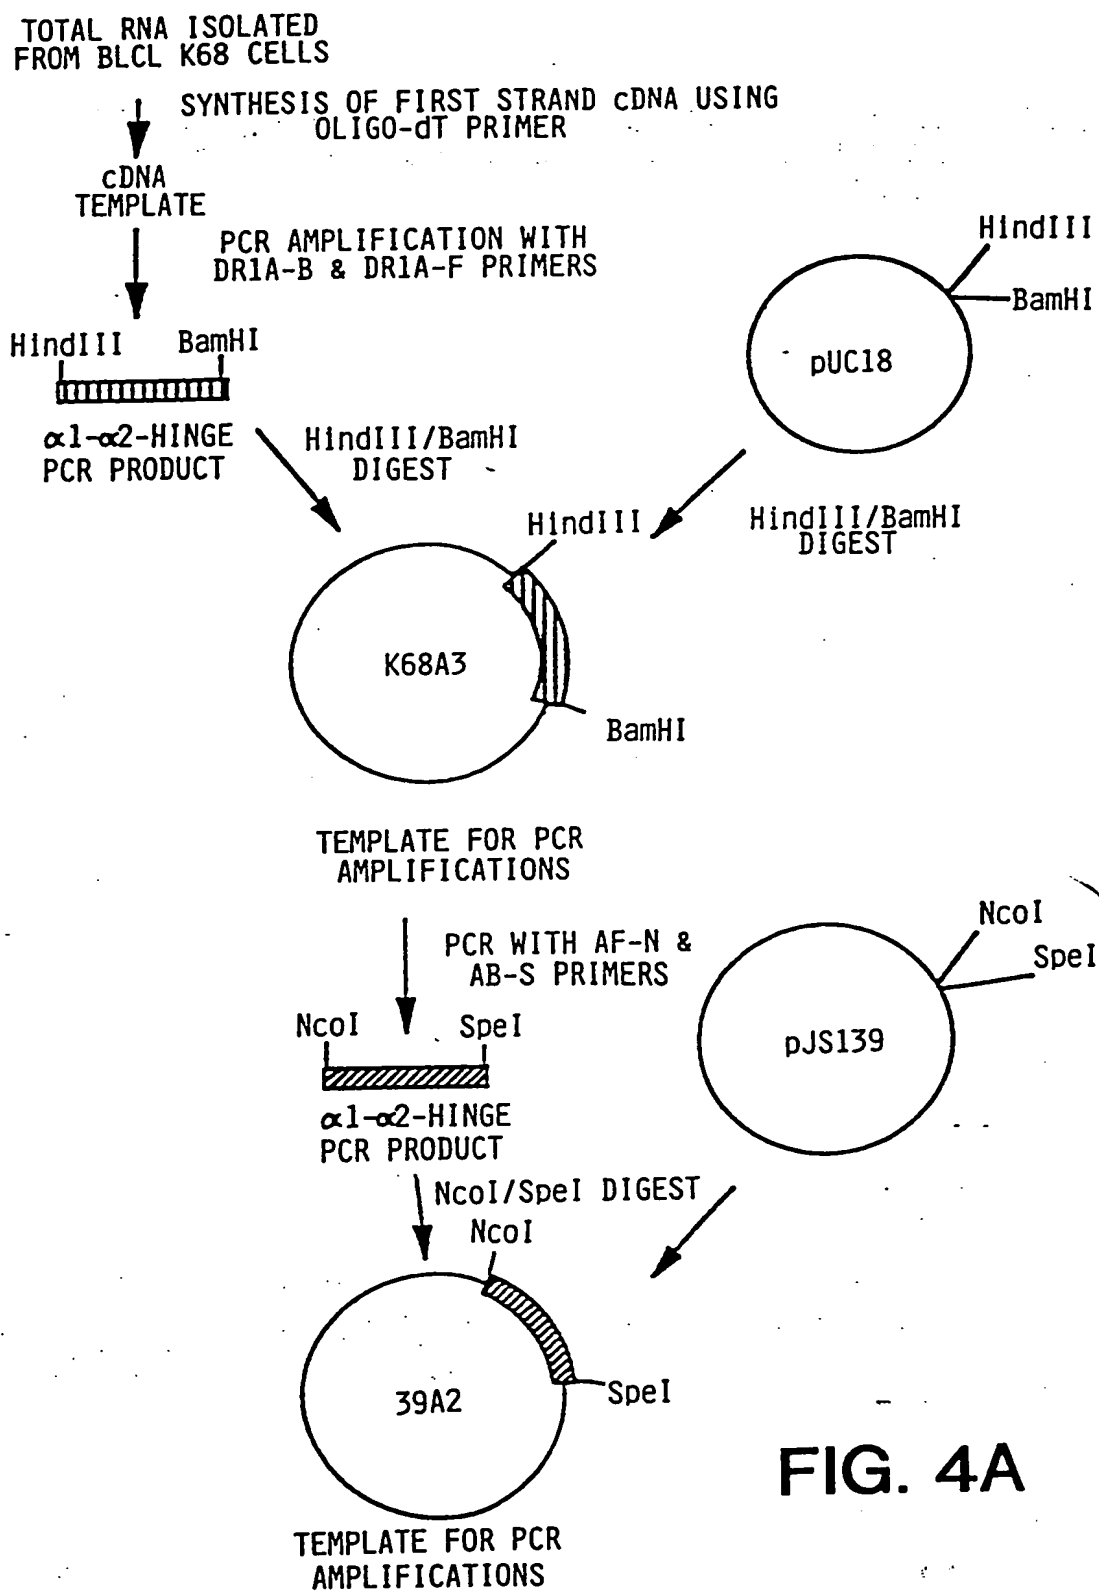 TOTAL RNA ISOLATED
FROM BLCL K68 CELLS
SYNTHESIS OF FIRST STRAND cDNA USING
OLIGO-dT PRIMER
cDNA
TEMPLATE
PCR AMPLIFICATION WITH
DR1A-B & DR1A-F PRIMERS
HindIII BamHI
α1-α2-HINGE
PCR PRODUCT
HindIII/BamHI
DIGEST
HindIII
BamHI
pUC18
HindIII/BamHI
DIGEST
HindIII
K68A3
BamHI
TEMPLATE FOR PCR
AMPLIFICATIONS
PCR WITH AF-N &
AB-S PRIMERS
NcoI SpeI
α1-α2-HINGE
PCR PRODUCT
NcoI
SpeI
pJS139
NcoI/SpeI DIGEST
NcoI
39A2
SpeI
TEMPLATE FOR PCR
AMPLIFICATIONS
FIG. 4A